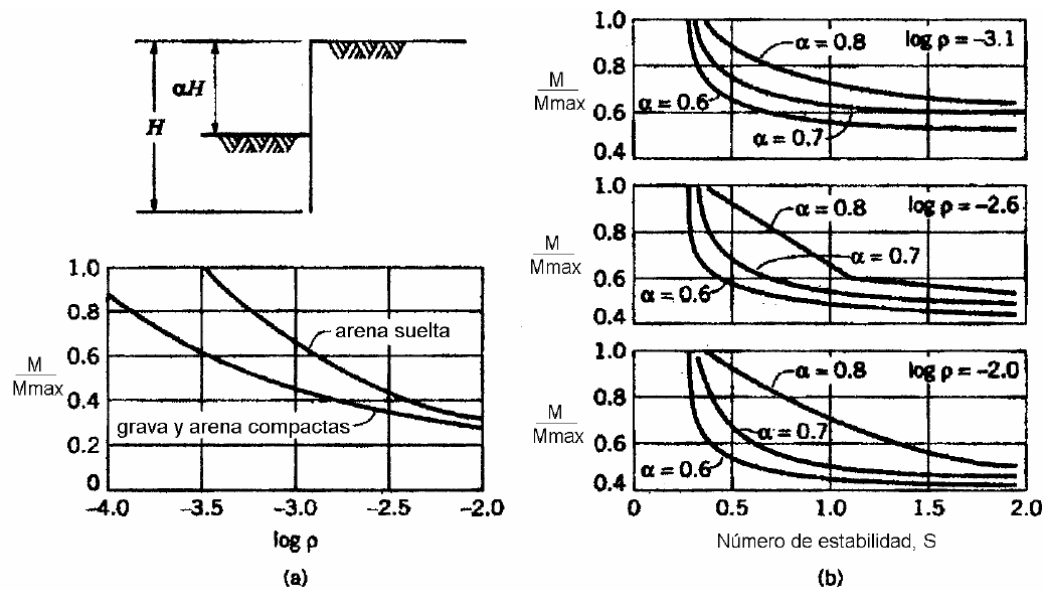 αH
H
M
Mmax
1.0
0.8
0.6
0.4
0.2
0
arena suelta
grava y arena compactas
-4.0 -3.5 -3.0 -2.5 -2.0
log ρ
(a)
M
Mmax
1.0
0.8
0.6
0.4
α = 0.8
log ρ = -3.1
α = 0.6
α = 0.7
M
Mmax
1.0
0.8
0.6
0.4
α = 0.8
log ρ = -2.6
α = 0.7
α = 0.6
M
Mmax
1.0
0.8
0.6
0.4
α = 0.8
log ρ = -2.0
α = 0.7
α = 0.6
0 0.5 1.0 1.5 2.0
Número de estabilidad, S
(b)